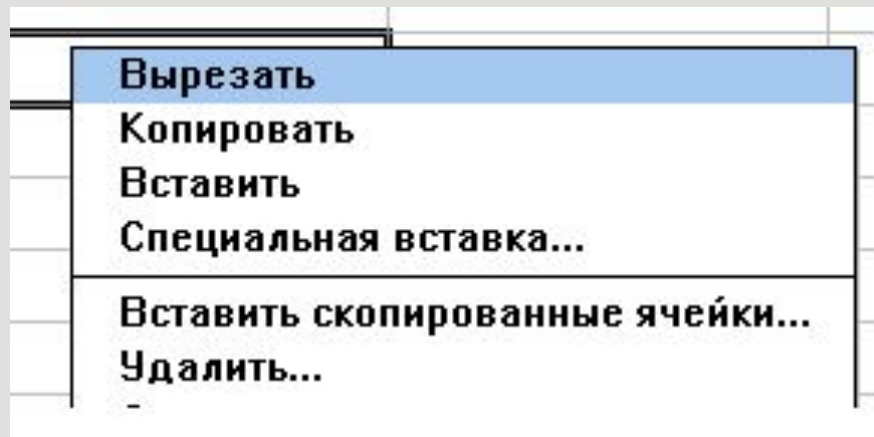 Вырезать
Копировать
Вставить
Специальная вставка...
Вставить скопированные ячейки...
Удалить...